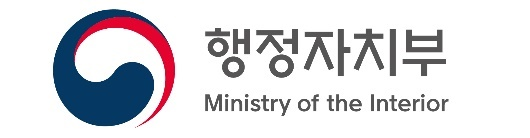 행정자치부
Ministry of the Interior